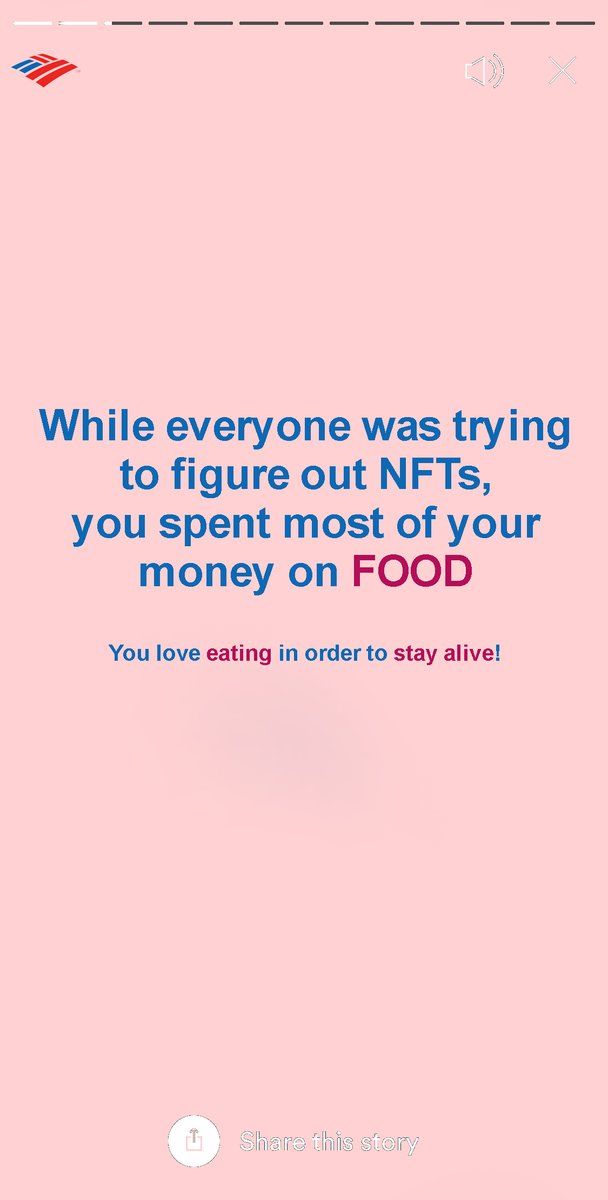 While everyone was trying
to figure out NFTs,
you spent most of your
money on FOOD
You love eating in order to stay alive!
Share this story